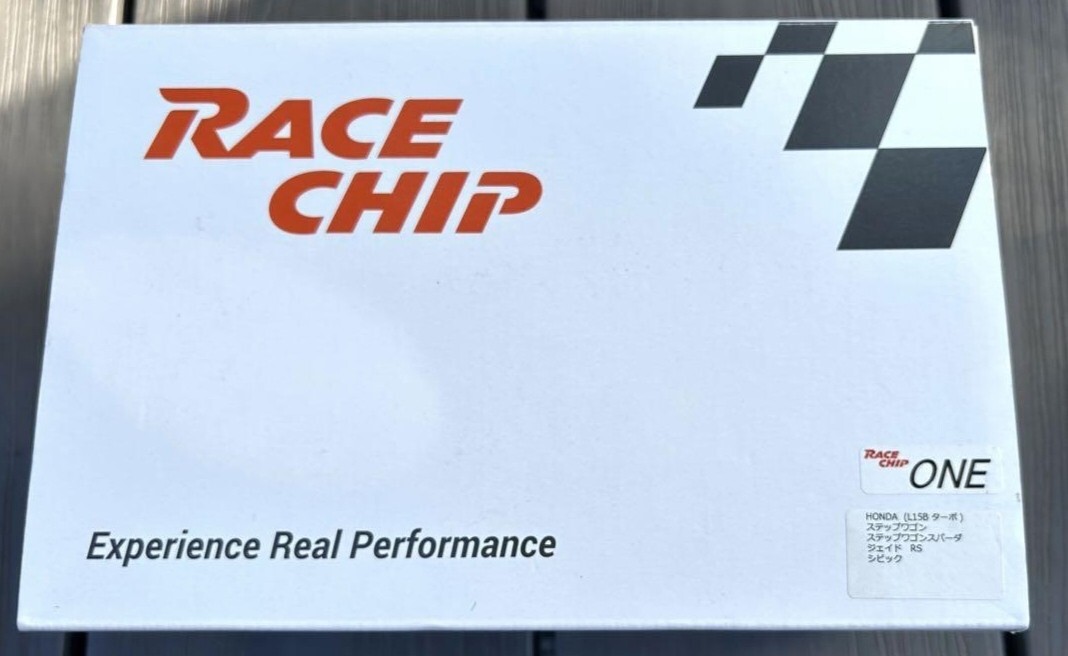 RACE
CHIP
Experience Real Performance
RACE
CHIP ONE
HONDA (L15B ターボ)
ステップワゴン
ステップワゴンスパーダ
ジェイド RS
シビック